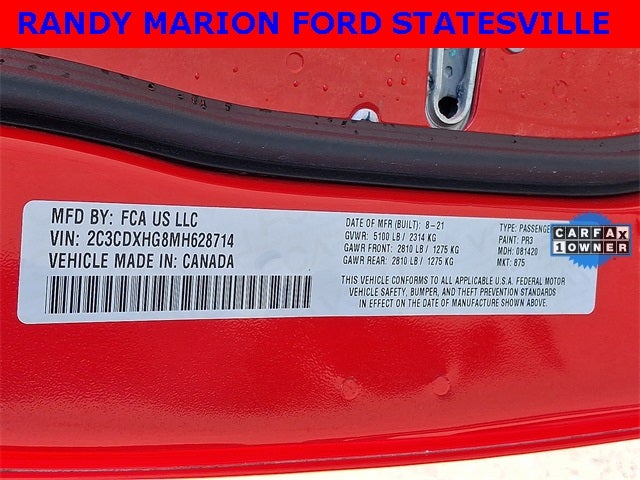 RANDY MARION FORD STATESVILLE
MFD BY: FCA US LLC
VIN: 2C3CDXHG8MH628714
VEHICLE MADE IN: CANADA
DATE OF MFR (BUILT): 8-21
GVWR: 5100 LB / 2314 KG
GAWR FRONT: 2810 LB / 1275 KG
GAWR REAR: 2810 LB / 1275 KG
TYPE: PASSENGE
PAINT: PR3
MDH: 081420
MKT: 875
THIS VEHICLE CONFORMS TO ALL APPLICABLE U.S.A. FEDERAL MOTOR
VEHICLE SAFETY, BUMPER, AND THEFT PREVENTION STANDARDS
IN EFFECT ON THE DATE OF MANUFACTURE SHOWN ABOVE.
CARFAX
1 OWNER